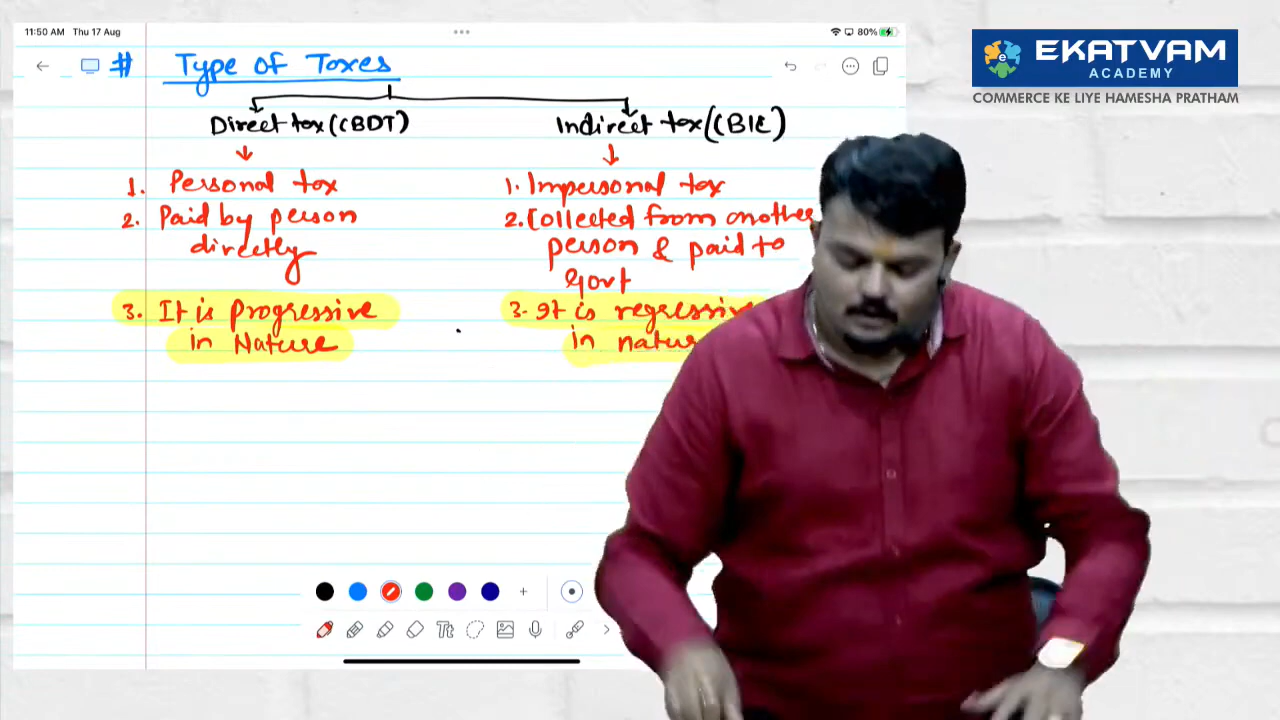 11:50 AM Thu 17 Aug
80%
EKATVAM
ACADEMY
COMMERCE KE LIYE HAMESHA PRATHAM
# Type of Taxes
Direct tax (CBDT)
1. Personal tax
2. Paid by person
directly
3. It is progressive
in Nature
Indirect tax (CBIC)
1. Impersonal tax
2. Collected from another
person & paid to
Govt
3. It is regressive
in nature
Tt